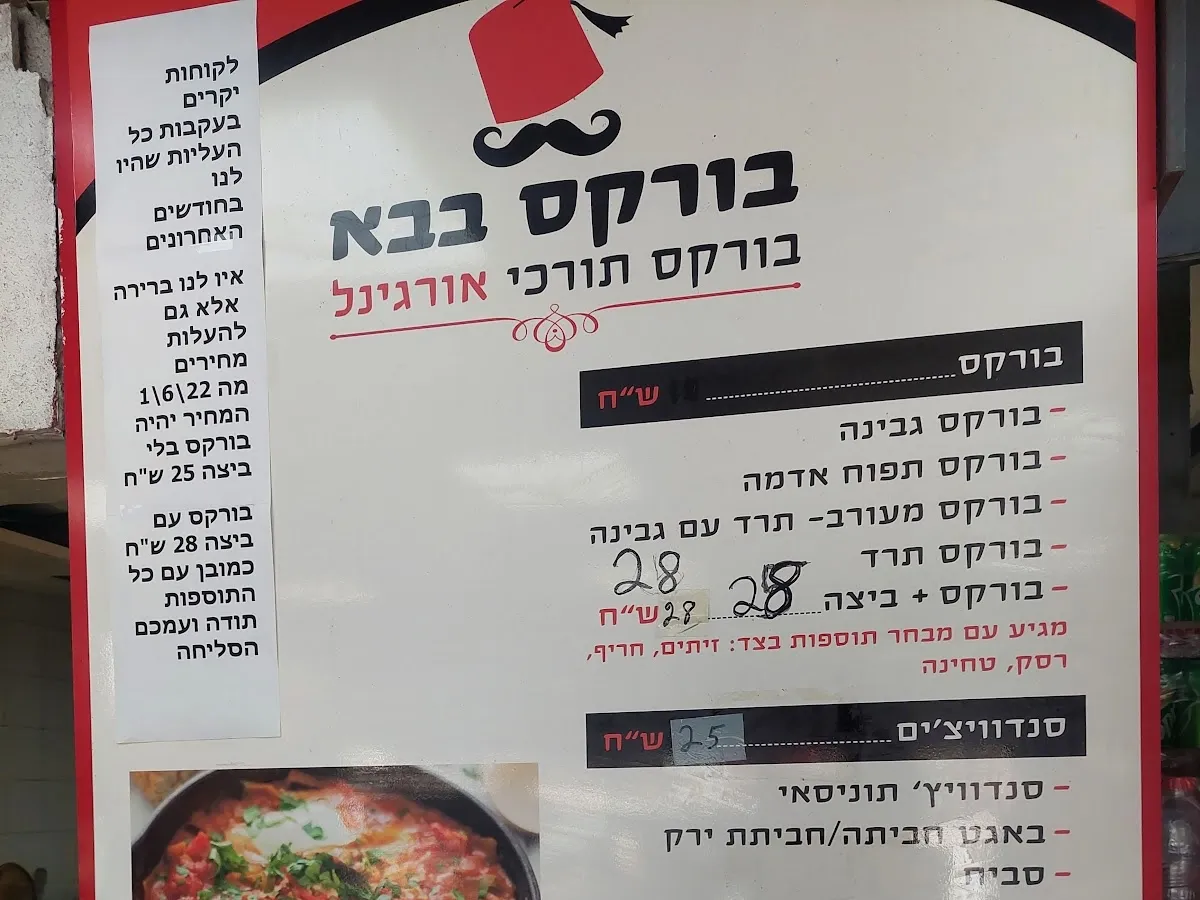 לקוחות
יקרים
בעקבות כל
העליות שהיו
לנו
בחודשים
האחרונים
איו לנו ברירה
אלא גם
להעלות
מחירים
מה 1\6\22
המחיר יהיה
בורקס בלי
ביצה 25 ש"ח
בורקס עם
ביצה 28 ש"ח
כמובן עם כל
התוספות
תודה ועמכם
הסליחה
בורקס בבא
בורקס תורכי אורגינל
בורקס ש״ח
- בורקס גבינה
- בורקס תפוח אדמה
- בורקס מעורב- תרד עם גבינה
- בורקס תרד
28
- בורקס + ביצה 28 28 ש״ח
מגיע עם מבחר תוספות בצד: זיתים, חריף,
רסק, טחינה
סנדוויצ׳ים 25 ש״ח
- סנדוויץ׳ תוניסאי
- באגט חביתה/חביתת ירק
- סביח